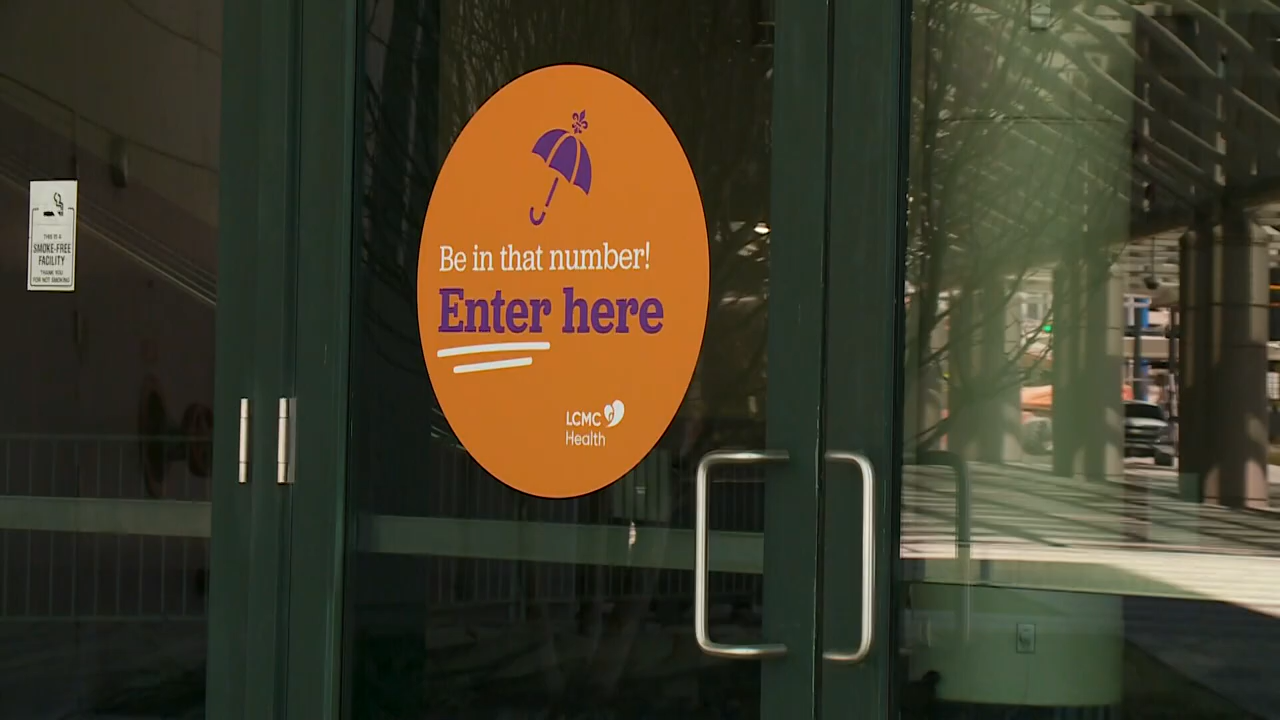 THIS IS A
SMOKE-FREE
FACILITY
THANK YOU
FOR NOT SMOKING
Be in that number!
Enter here
LCMC
Health